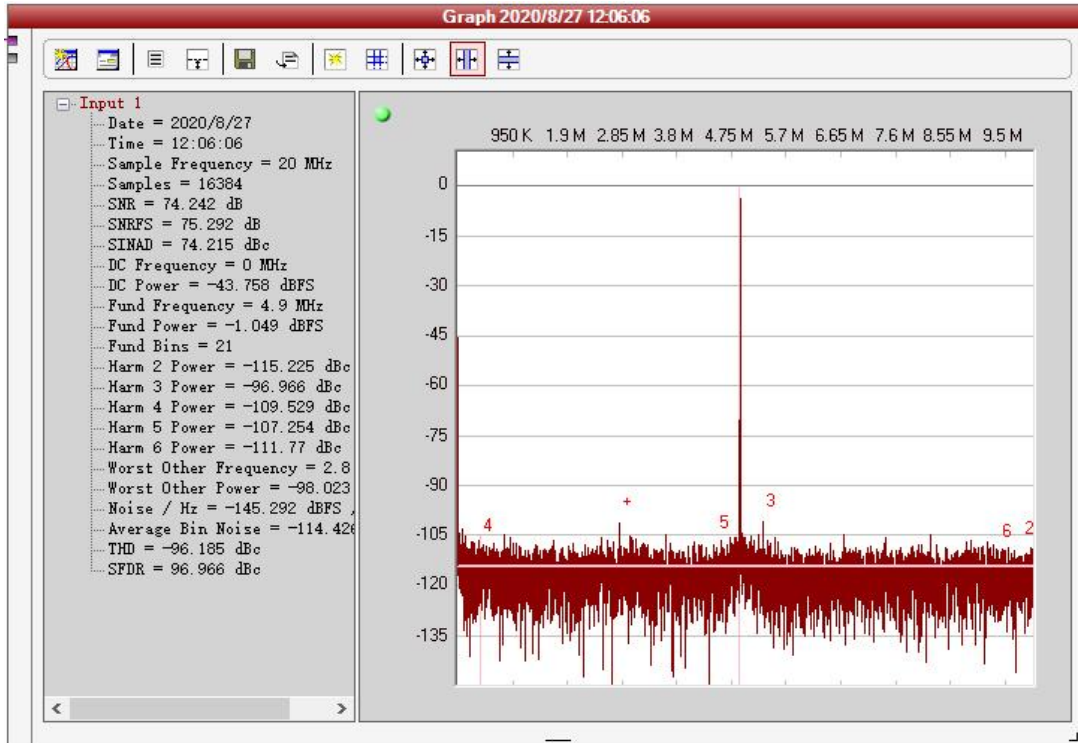 Graph 2020/8/27 12:06:06
Input 1
Date = 2020/8/27
Time = 12:06:06
Sample Frequency = 20 MHz
Samples = 16384
SNR = 74.242 dB
SNRFS = 75.292 dB
SINAD = 74.215 dBc
DC Frequency = 0 MHz
DC Power = -43.758 dBFS
Fund Frequency = 4.9 MHz
Fund Power = -1.049 dBFS
Fund Bins = 21
Harm 2 Power = -115.225 dBc
Harm 3 Power = -96.966 dBc
Harm 4 Power = -109.529 dBc
Harm 5 Power = -107.254 dBc
Harm 6 Power = -111.77 dBc
Worst Other Frequency = 2.8
Worst Other Power = -98.023
Noise / Hz = -145.292 dBFS /
Average Bin Noise = -114.426
THD = -96.185 dBc
SFDR = 96.966 dBc
950 K 1.9 M 2.85 M 3.8 M 4.75 M 5.7 M 6.65 M 7.6 M 8.55 M 9.5 M
0
-15
-30
-45
-60
-75
-90
+ 3
-105
4 5 6 2
-120
-135